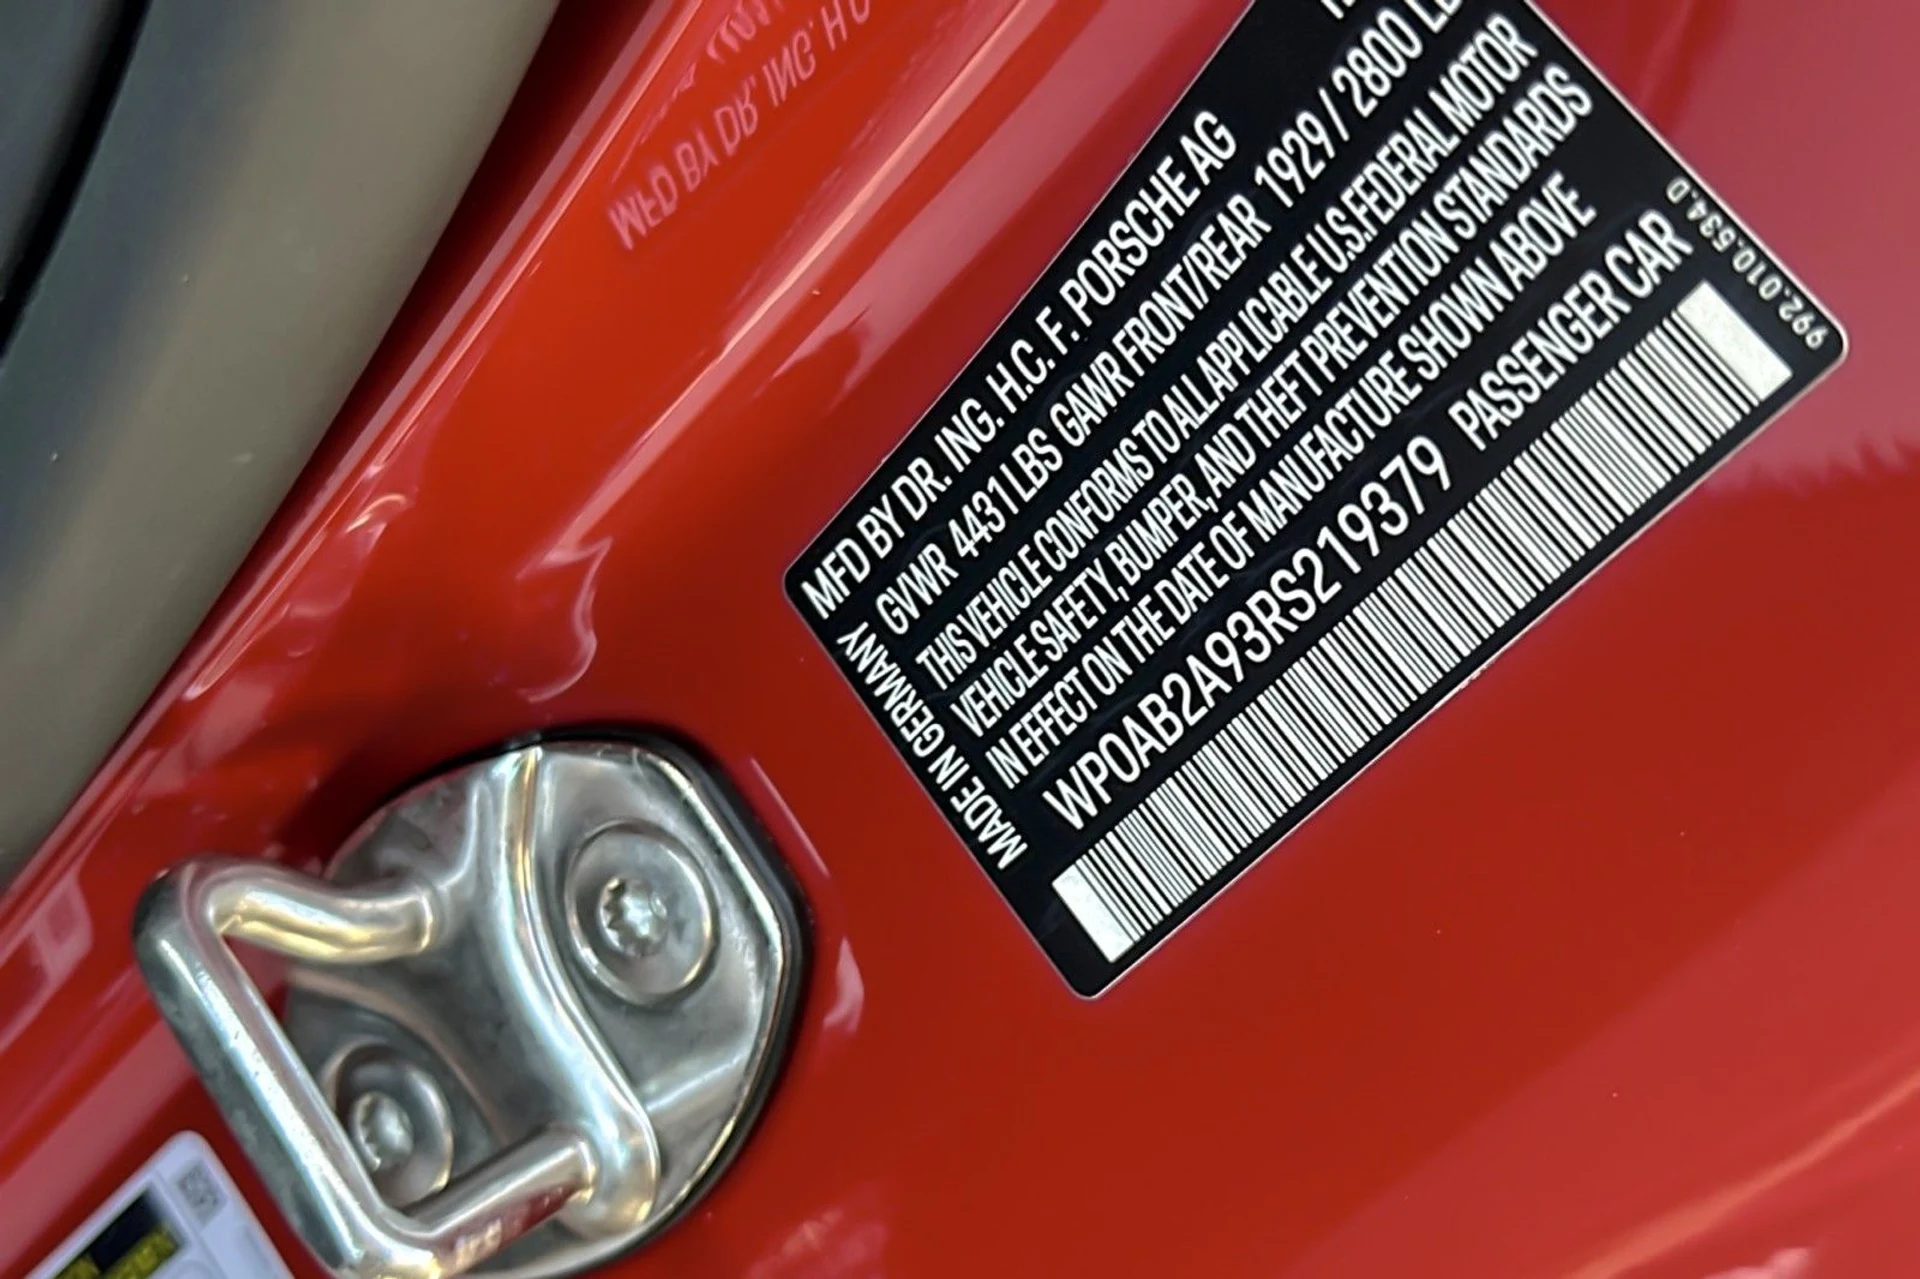 MFD BY DR. ING. H.C. F. PORSCHE AG
GVWR 4431 LBS GAWR FRONT/REAR 1929 / 2800
THIS VEHICLE CONFORMS TO ALL APPLICABLE U.S. FEDERAL MOTOR
VEHICLE SAFETY, BUMPER, AND THEFT PREVENTION STANDARDS
IN EFFECT ON THE DATE OF MANUFACTURE SHOWN ABOVE
WP0AB2A93RS219379 PASSENGER CAR
MADE IN GERMANY
992.010.534.D
MFD BY DR. ING. H.C